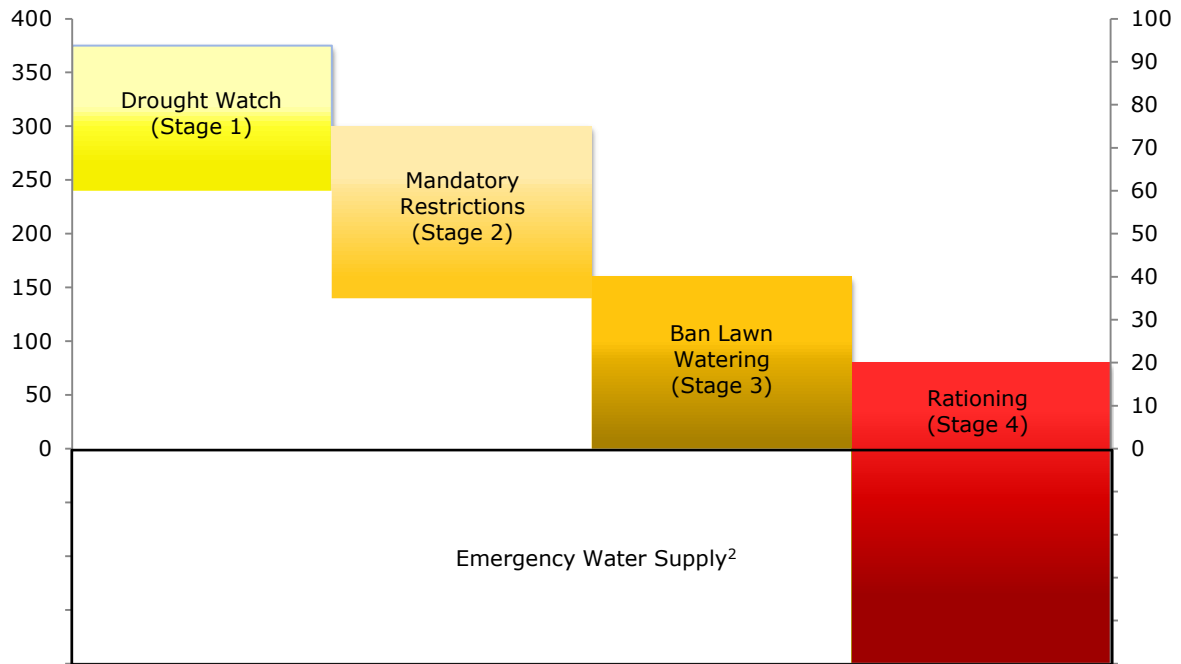 400
350
300
250
200
150
100
50
0
Drought Watch
(Stage 1)
Mandatory
Restrictions
(Stage 2)
Ban Lawn
Watering
(Stage 3)
Rationing
(Stage 4)
Emergency Water Supply²
100
90
80
70
60
50
40
30
20
10
0